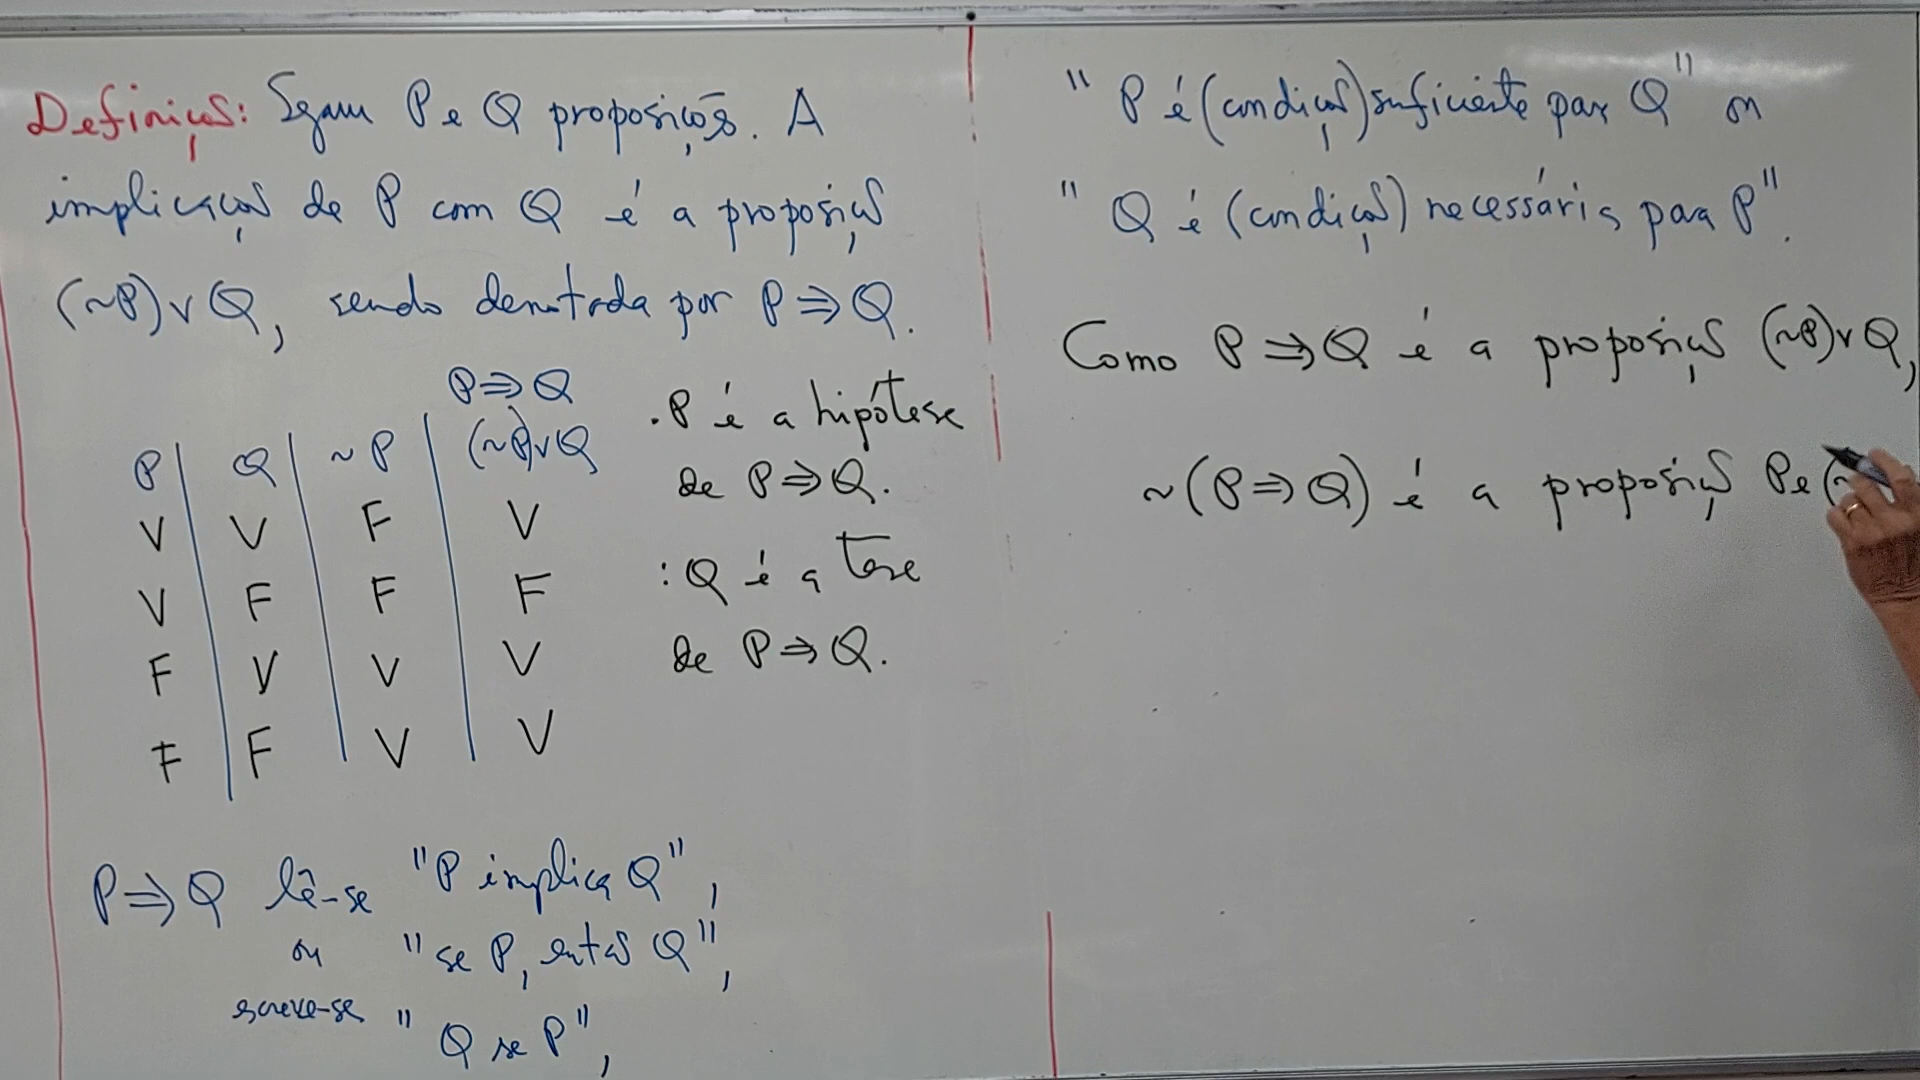 Definição: Sejam P e Q proposições. A
implicação de P com Q é a proposição
(~P)∨Q, sendo denotada por P⇒Q.
P⇒Q
P Q ~P (~P)∨Q
V V F V
V F F F
F V V V
F F V V
. P é a hipótese
de P⇒Q.
: Q é a tese
de P⇒Q.
P⇒Q lê-se "P implica Q",
ou "se P, então Q",
escreve-se "Q se P",
"P é (condição) suficiente para Q" ou
"Q é (condição) necessária para P".
Como P⇒Q é a proposição (~P)∨Q,
~(P⇒Q) é a proposição P e (~